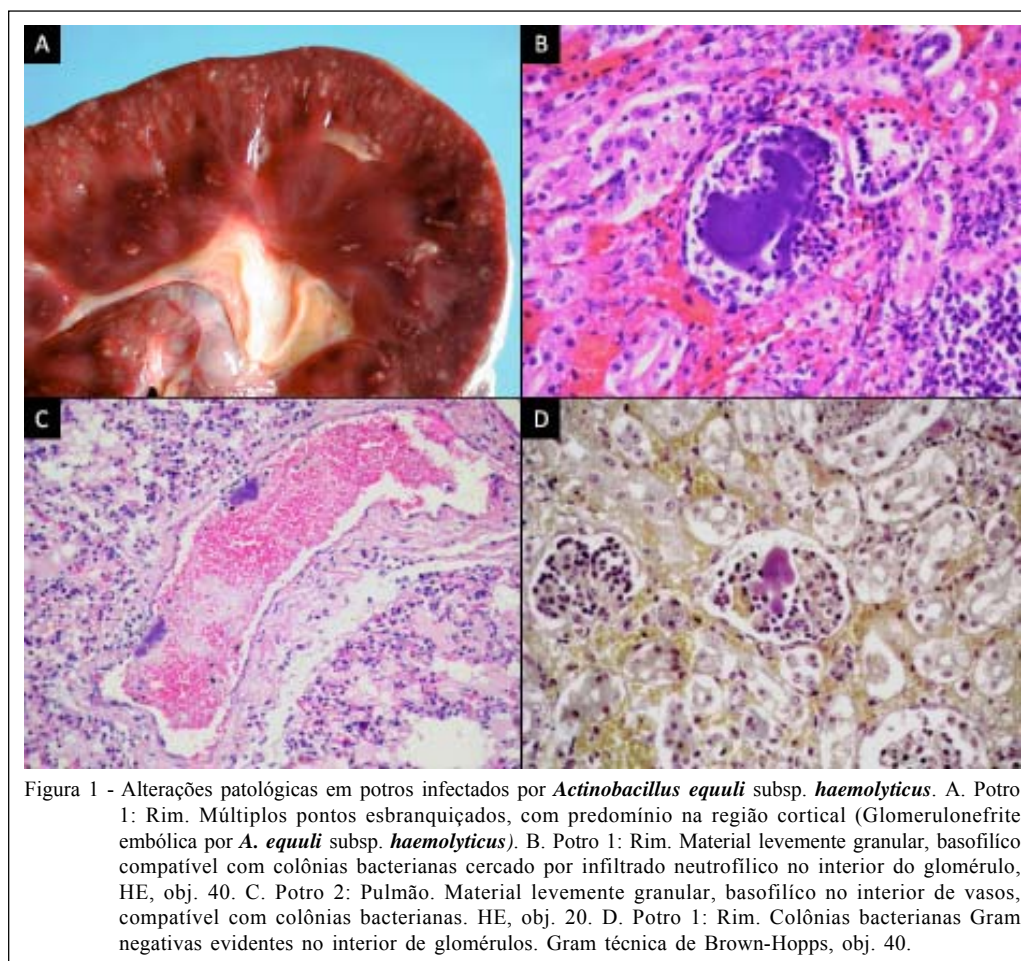 A
B
C
D
Figura 1 - Alterações patológicas em potros infectados por Actinobacillus equuli subsp. haemolyticus. A. Potro
1: Rim. Múltiplos pontos esbranquiçados, com predomínio na região cortical (Glomerulonefrite
embólica por A. equuli subsp. haemolyticus). B. Potro 1: Rim. Material levemente granular, basofilíco
compatível com colônias bacterianas cercado por infiltrado neutrofílico no interior do glomérulo,
HE, obj. 40. C. Potro 2: Pulmão. Material levemente granular, basofilíco no interior de vasos,
compatível com colônias bacterianas. HE, obj. 20. D. Potro 1: Rim. Colônias bacterianas Gram
negativas evidentes no interior de glomérulos. Gram técnica de Brown-Hopps, obj. 40.